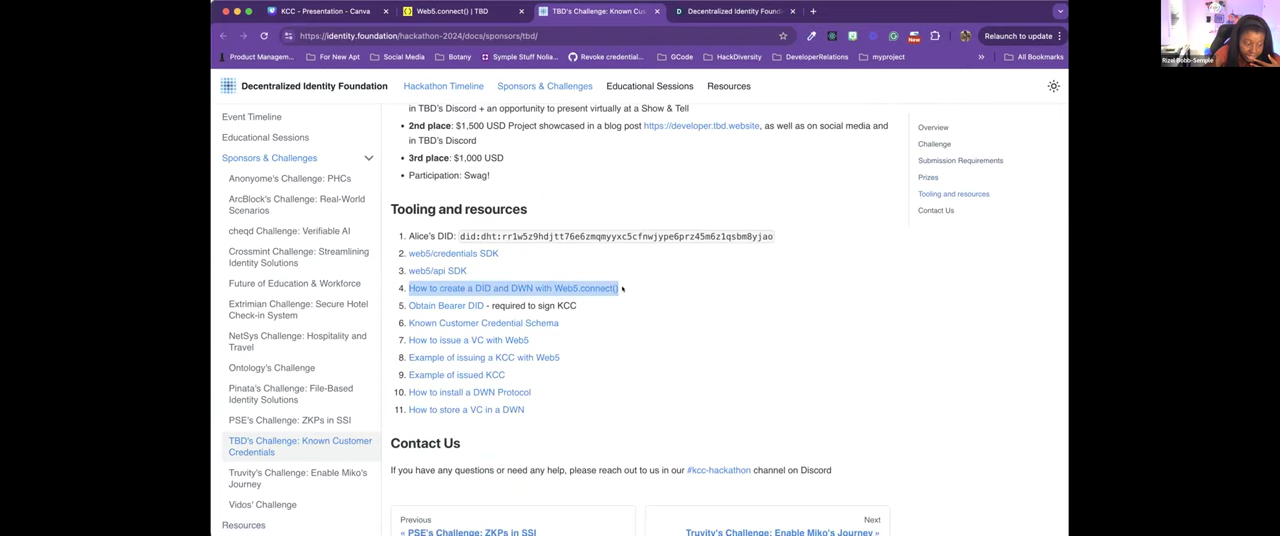 KCC - Presentation - Canva
Web5.connect() | TBD
TBD's Challenge: Known Cus
Decentralized Identity Found
https://identity.foundation/hackathon-2024/docs/sponsors/tbd/
New
Relaunch to update
Product Managem...
For New Apt
Social Media
Botany
Symple Stuff Nolia...
Revoke credential...
GCode
HackDiversity
DeveloperRelations
myproject
»
All Bookmarks
Rizel Bobb-Semple
Decentralized Identity Foundation
Hackathon Timeline
Sponsors & Challenges
Educational Sessions
Resources
Event Timeline
Educational Sessions
Sponsors & Challenges
Anonyome's Challenge: PHCs
ArcBlock's Challenge: Real-World
Scenarios
cheqd Challenge: Verifiable AI
Crossmint Challenge: Streamlining
Identity Solutions
Future of Education & Workforce
Extrimian Challenge: Secure Hotel
Check-in System
NetSys Challenge: Hospitality and
Travel
Ontology's Challenge
Pinata's Challenge: File-Based
Identity Solutions
PSE's Challenge: ZKPs in SSI
TBD's Challenge: Known Customer
Credentials
Truvity's Challenge: Enable Miko's
Journey
Vidos' Challenge
Resources
in TBD's Discord + an opportunity to present virtually at a Show & Tell
• 2nd place: $1,500 USD Project showcased in a blog post https://developer.tbd.website, as well as on social media and
in TBD's Discord
• 3rd place: $1,000 USD
• Participation: Swag!
Tooling and resources
1. Alice's DID: did:dht:rr1w5z9hdjtt76e6zmqmyyxc5cfnwjype6prz45m6z1qsbm8yjao
2. web5/credentials SDK
3. web5/api SDK
4. How to create a DID and DWN with Web5.connect()
5. Obtain Bearer DID - required to sign KCC
6. Known Customer Credential Schema
7. How to issue a VC with Web5
8. Example of issuing a KCC with Web5
9. Example of issued KCC
10. How to install a DWN Protocol
11. How to store a VC in a DWN
Contact Us
If you have any questions or need any help, please reach out to us in our #kcc-hackathon channel on Discord
Previous
« PSE's Challenge: ZKPs in SSI
Next
Truvity's Challenge: Enable Miko's Journey »
Overview
Challenge
Submission Requirements
Prizes
Tooling and resources
Contact Us